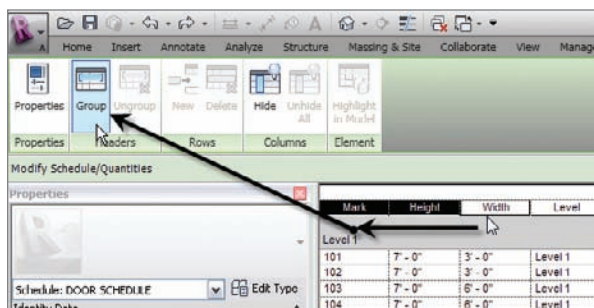 Home Insert Annotate Analyze Structure Massing & Site Collaborate View Manag
Properties Group Ungroup New Delete Hide Unhide All Highlight in Model
Properties Headers Rows Columns Element
Modify Schedule/Quantities
Properties
Mark Height Width Level
Level 1
101 7' - 0" 3' - 0" Level 1
102 7' - 0" 3' - 0" Level 1
Schedule: DOOR SCHEDULE Edit Type 103 7' - 0" 6' - 0" Level 1
Identity Data 104 7' - 0" 6' - 0" Level 1